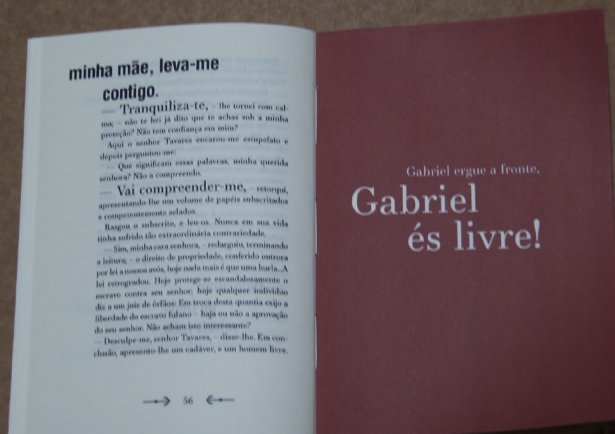 minha mãe, leva-me
contigo.
— Tranquiliza-te, – lhe tornei com cal-
ma; – não te hei já dito que te achas sob a minha
proteção? Não tem confiança em mim?
Aqui o senhor Tavares encarou-me estupefato e
depois perguntou-me:
— Que significam essas palavras, minha querida
senhora? Não a compreendo.
— Vai compreender-me, – retorqui,
apresentando-lhe um volume de papéis subscritados
e competentemente selados.
Rasgou o subscrito, e leu-os. Nunca em sua vida
tinha sofrido tão extraordinária contrariedade.
— Sim, minha cara senhora, – redarguiu, terminando
a leitura; – o direito de propriedade, conferido outrora
por lei a nossos avós, hoje nada mais é que uma burla...A
lei retrogradou. Hoje protege-se escandalosamente o
escravo contra seu senhor; hoje qualquer indivíduo
diz a um juiz de órfãos: Em troca desta quantia exijo a
liberdade do escravo fulano – haja ou não a aprovação
do seu senhor. Não acham isto interessante?
— Desculpe-me, senhor Tavares, – disse-lhe. Em con-
clusão, apresento-lhe um cadáver, e um homem livre.
56
Gabriel ergue a fronte,
Gabriel
és livre!